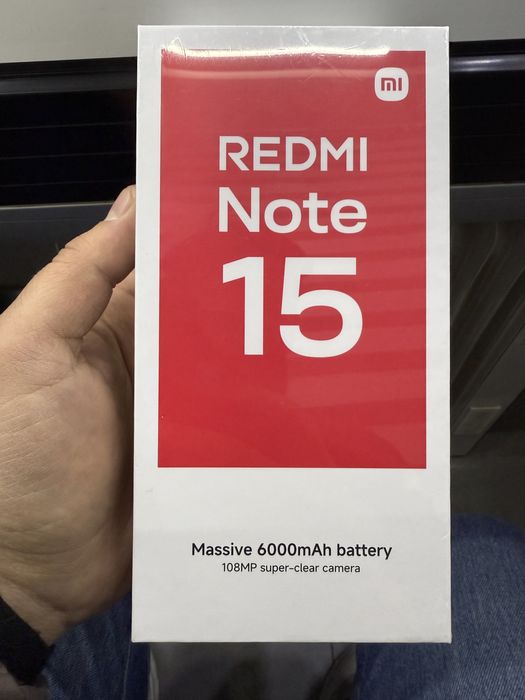 mi
REDMI
Note
15
Massive 6000mAh battery
108MP super-clear camera